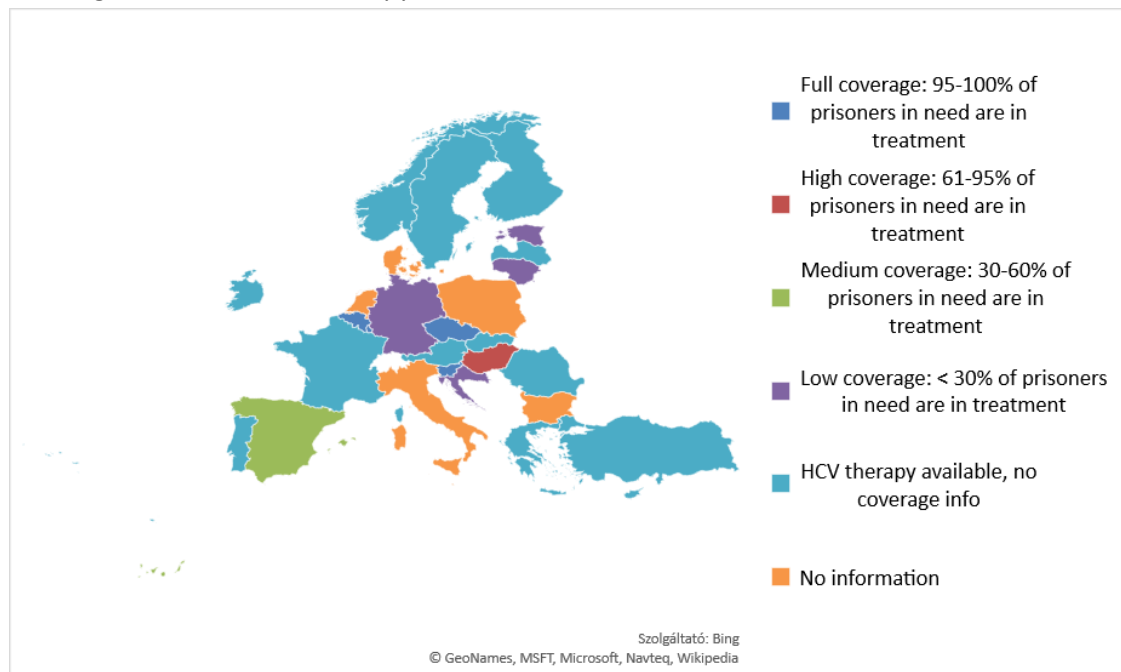 Full coverage: 95-100% of
prisoners in need are in
treatment
High coverage: 61-95% of
prisoners in need are in
treatment
Medium coverage: 30-60% of
prisoners in need are in
treatment
Low coverage: < 30% of prisoners
in need are in treatment
HCV therapy available, no
coverage info
No information
Szolgáltató: Bing
© GeoNames, MSFT, Microsoft, Navteq, Wikipedia